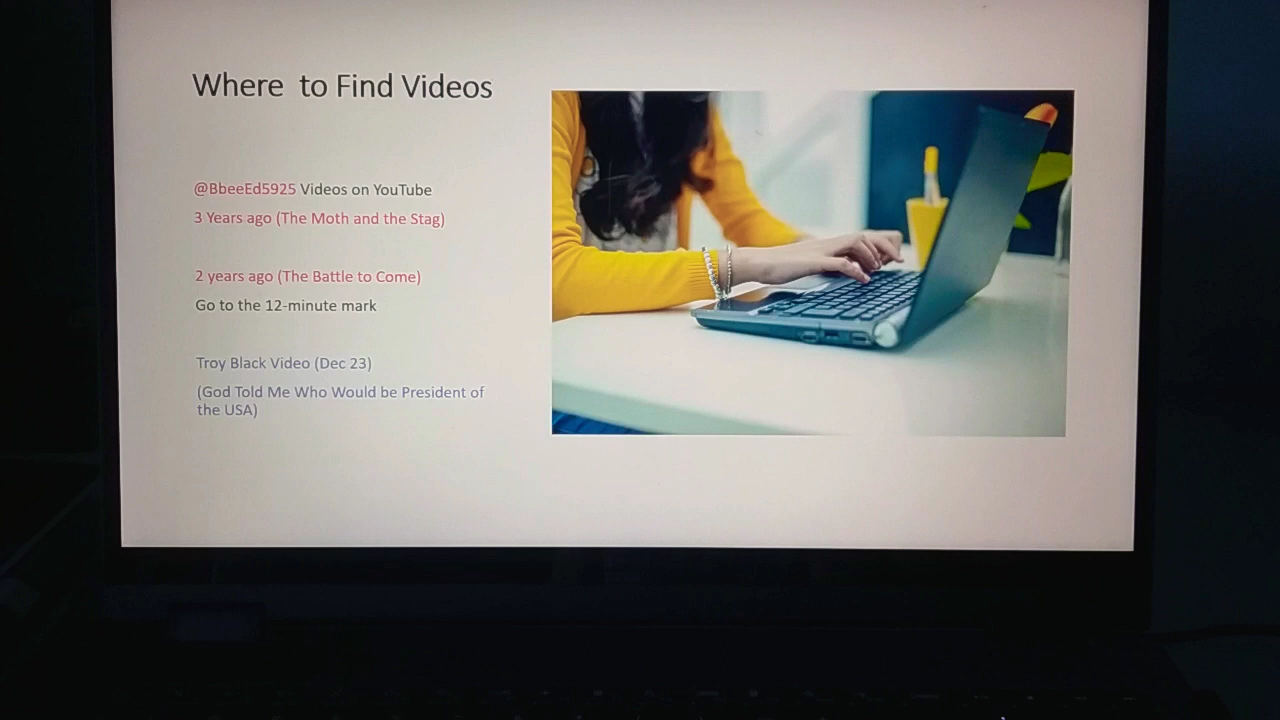 Where to Find Videos
@BbeeEd5925 Videos on YouTube
3 Years ago (The Moth and the Stag)
2 years ago (The Battle to Come)
Go to the 12-minute mark
Troy Black Video (Dec 23)
(God Told Me Who Would be President of
the USA)